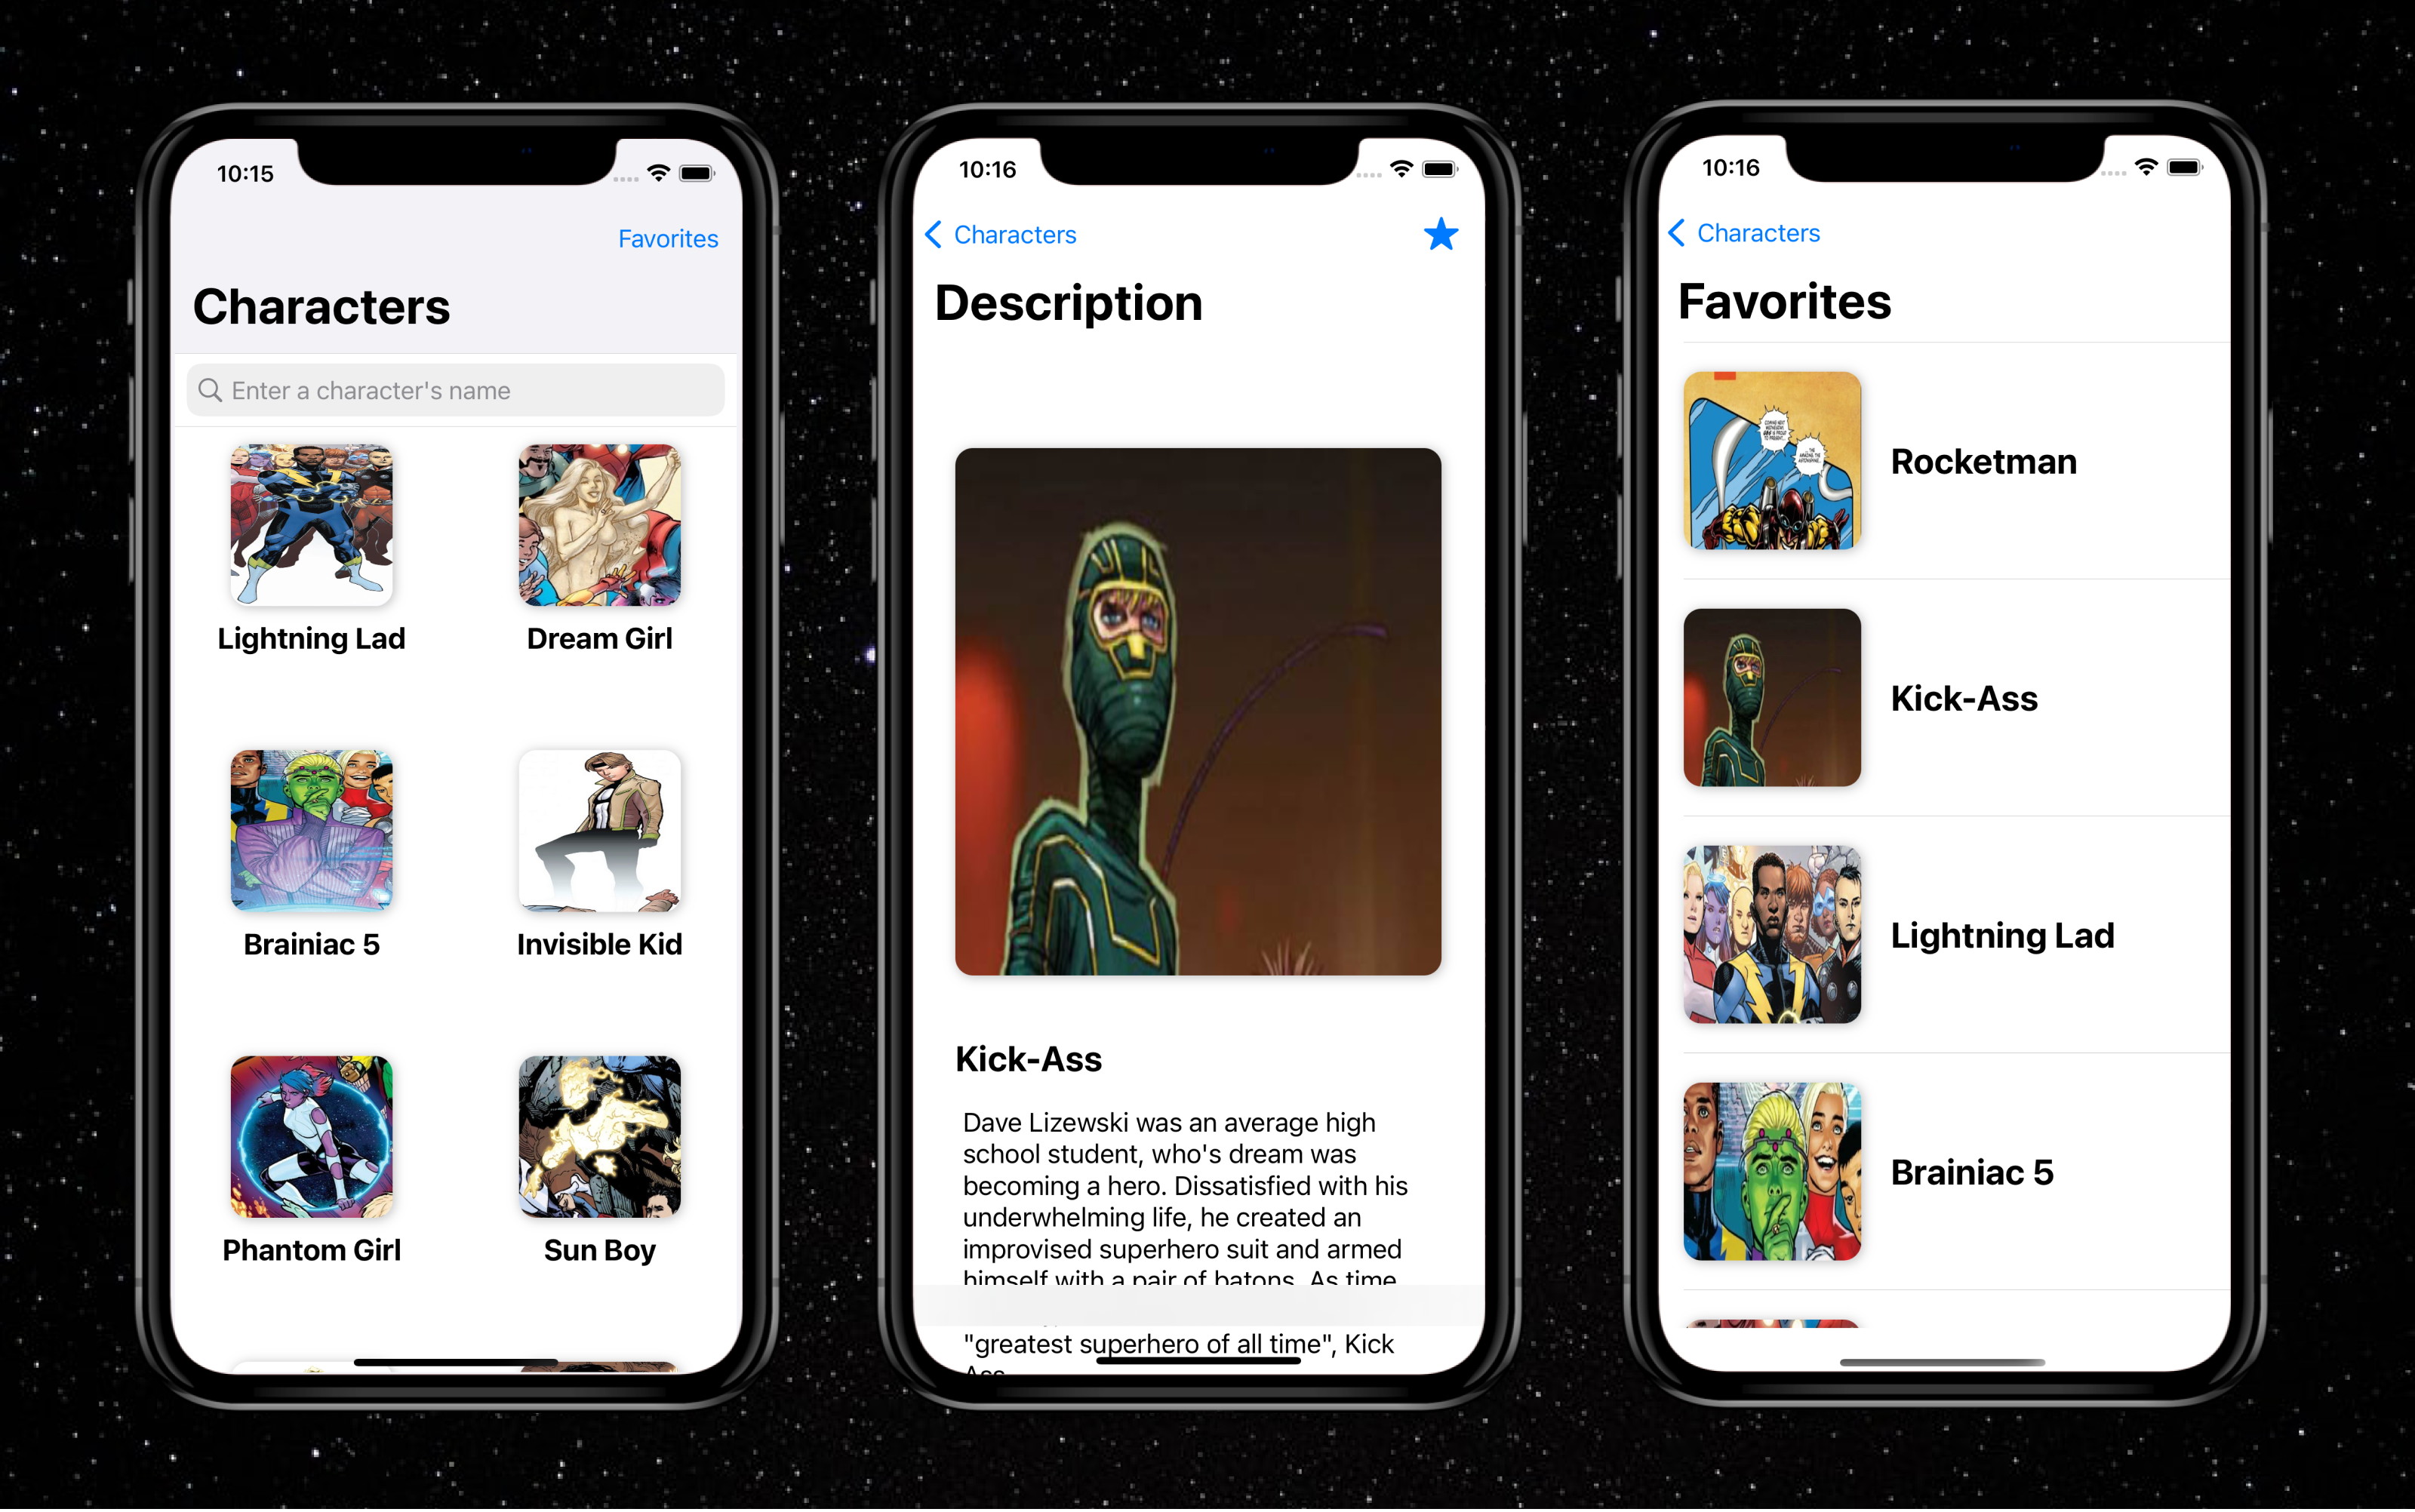 10:15
Favorites
Characters
Enter a character's name
Lightning Lad
Dream Girl
Brainiac 5
Invisible Kid
Phantom Girl
Sun Boy
10:16
Characters
Description
Kick-Ass
Dave Lizewski was an average high
school student, who's dream was
becoming a hero. Dissatisfied with his
underwhelming life, he created an
improvised superhero suit and armed
himself with a pair of batons. As time
"greatest superhero of all time", Kick
Ass
10:16
Characters
Favorites
Rocketman
Kick-Ass
Lightning Lad
Brainiac 5